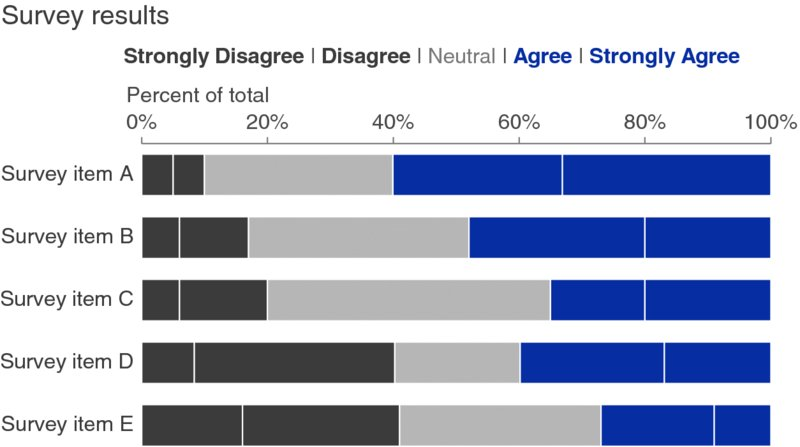 Survey results
Strongly Disagree | Disagree | Neutral | Agree | Strongly Agree
Percent of total
0% 20% 40% 60% 80% 100%
Survey item A
Survey item B
Survey item C
Survey item D
Survey item E